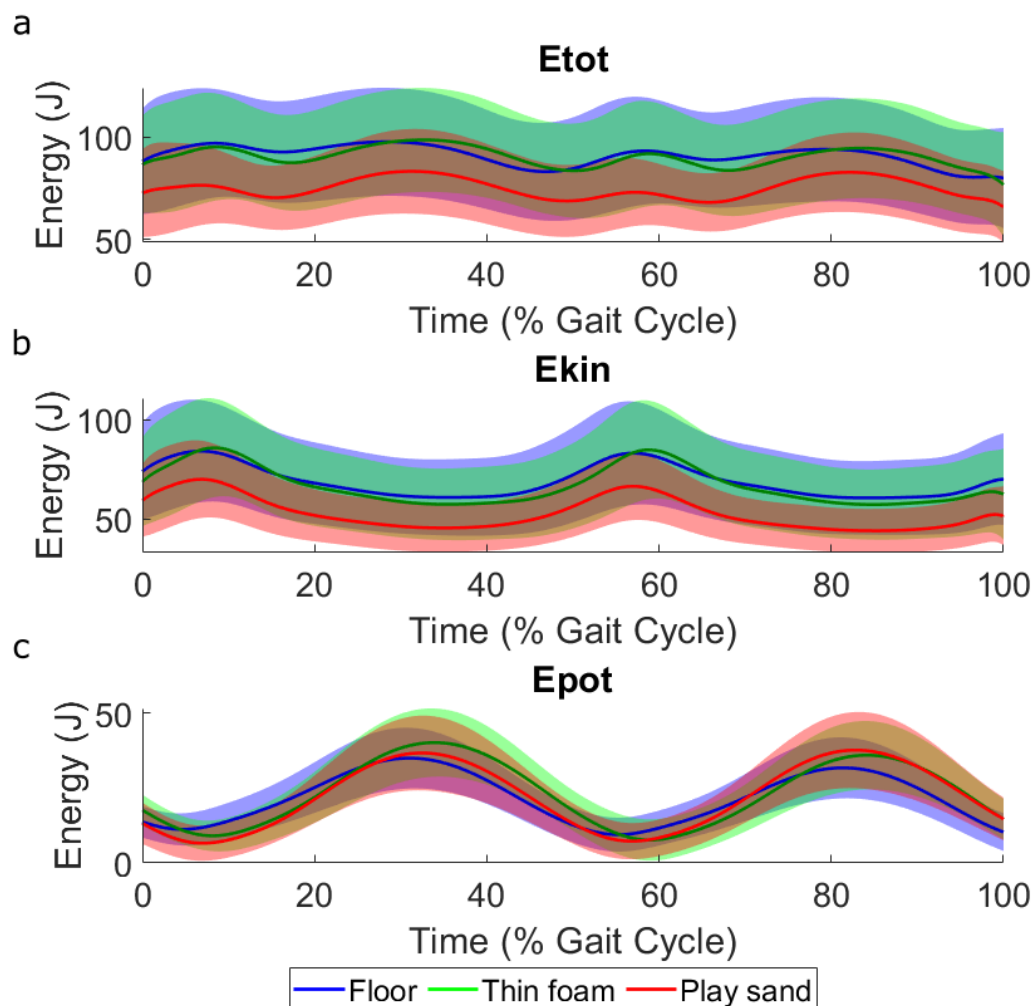 a
Etot
Energy (J)
100
50
0 20 40 60 80 100
Time (% Gait Cycle)
b
Ekin
Energy (J)
100
50
0 20 40 60 80 100
Time (% Gait Cycle)
c
Epot
Energy (J)
50
0
0 20 40 60 80 100
Time (% Gait Cycle)
Floor Thin foam Play sand